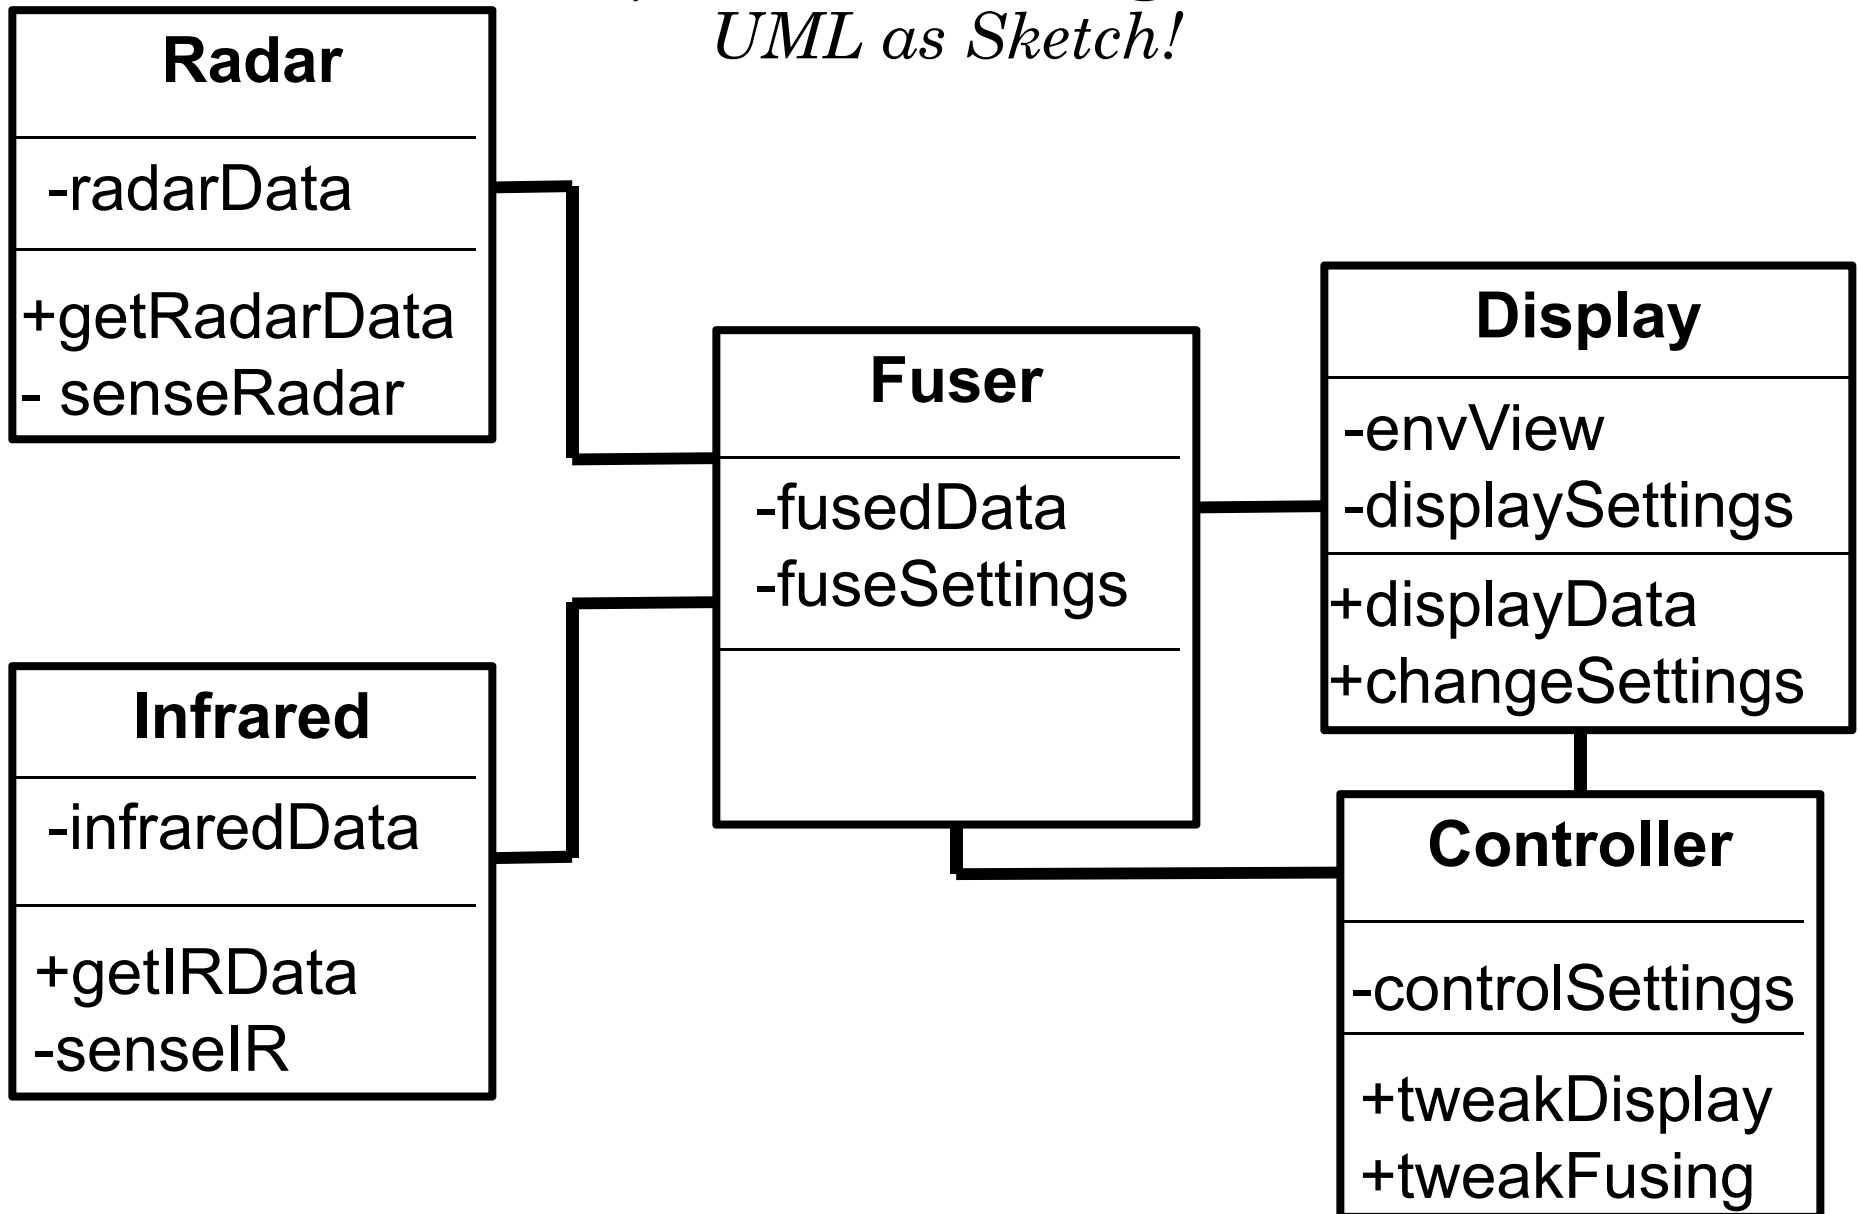 UML as Sketch!
Radar
-radarData
+getRadarData
- senseRadar
Infrared
-infraredData
+getIRData
-senseIR
Fuser
-fusedData
-fuseSettings
Display
-envView
-displaySettings
+displayData
+changeSettings
Controller
-controlSettings
+tweakDisplay
+tweakFusing